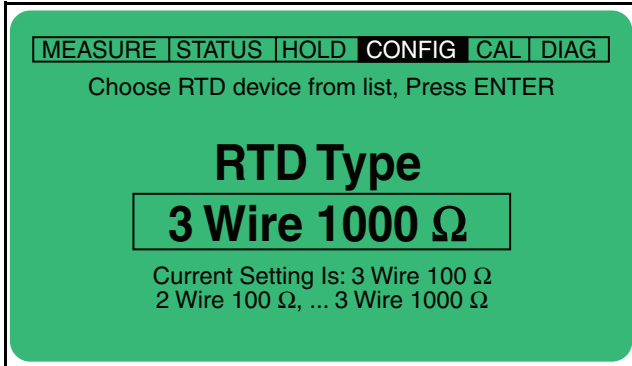 MEASURE STATUS HOLD CONFIG CAL DIAG
Choose RTD device from list, Press ENTER
RTD Type
3 Wire 1000 Ω
Current Setting Is: 3 Wire 100 Ω
2 Wire 100 Ω, ... 3 Wire 1000 Ω